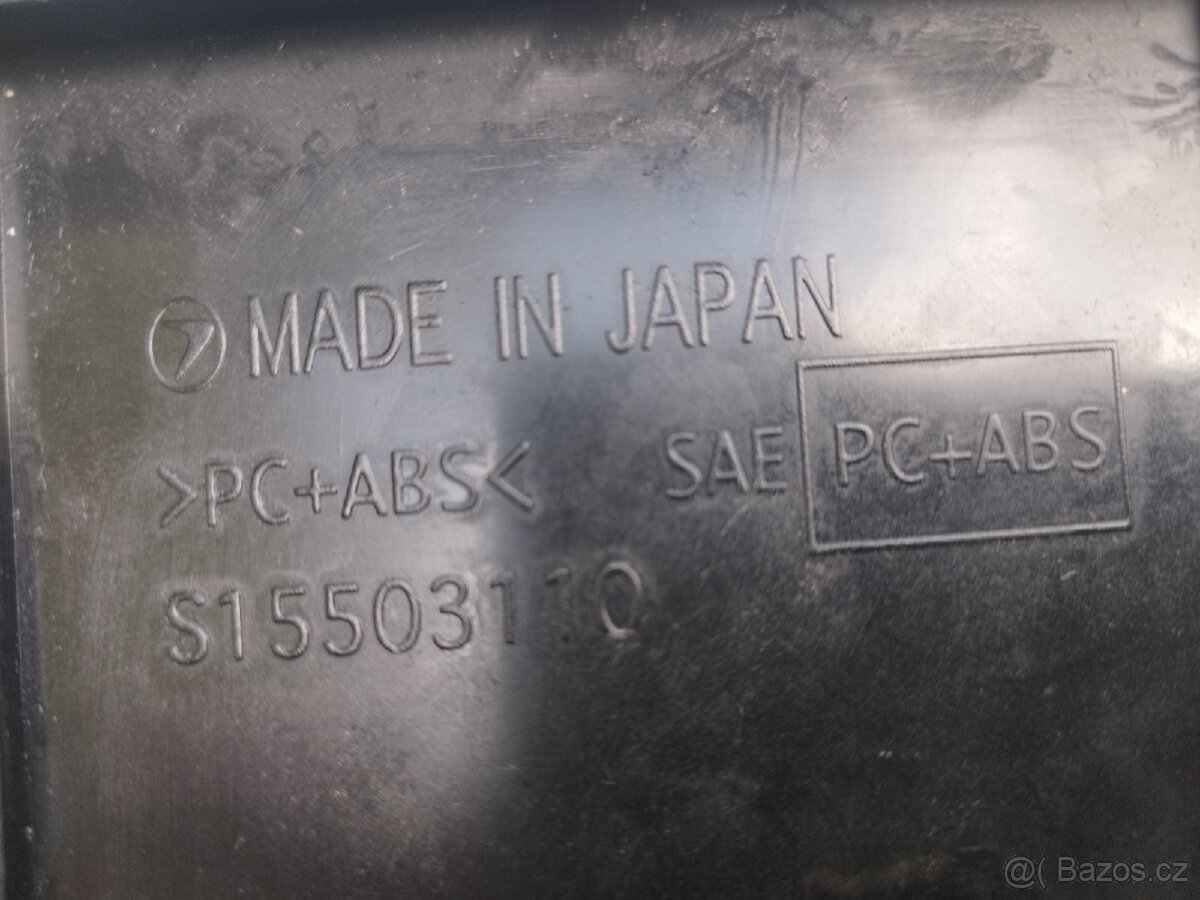 MADE IN JAPAN
>PC+ABS< SAE PC+ABS
S15503110
@( Bazos.cz